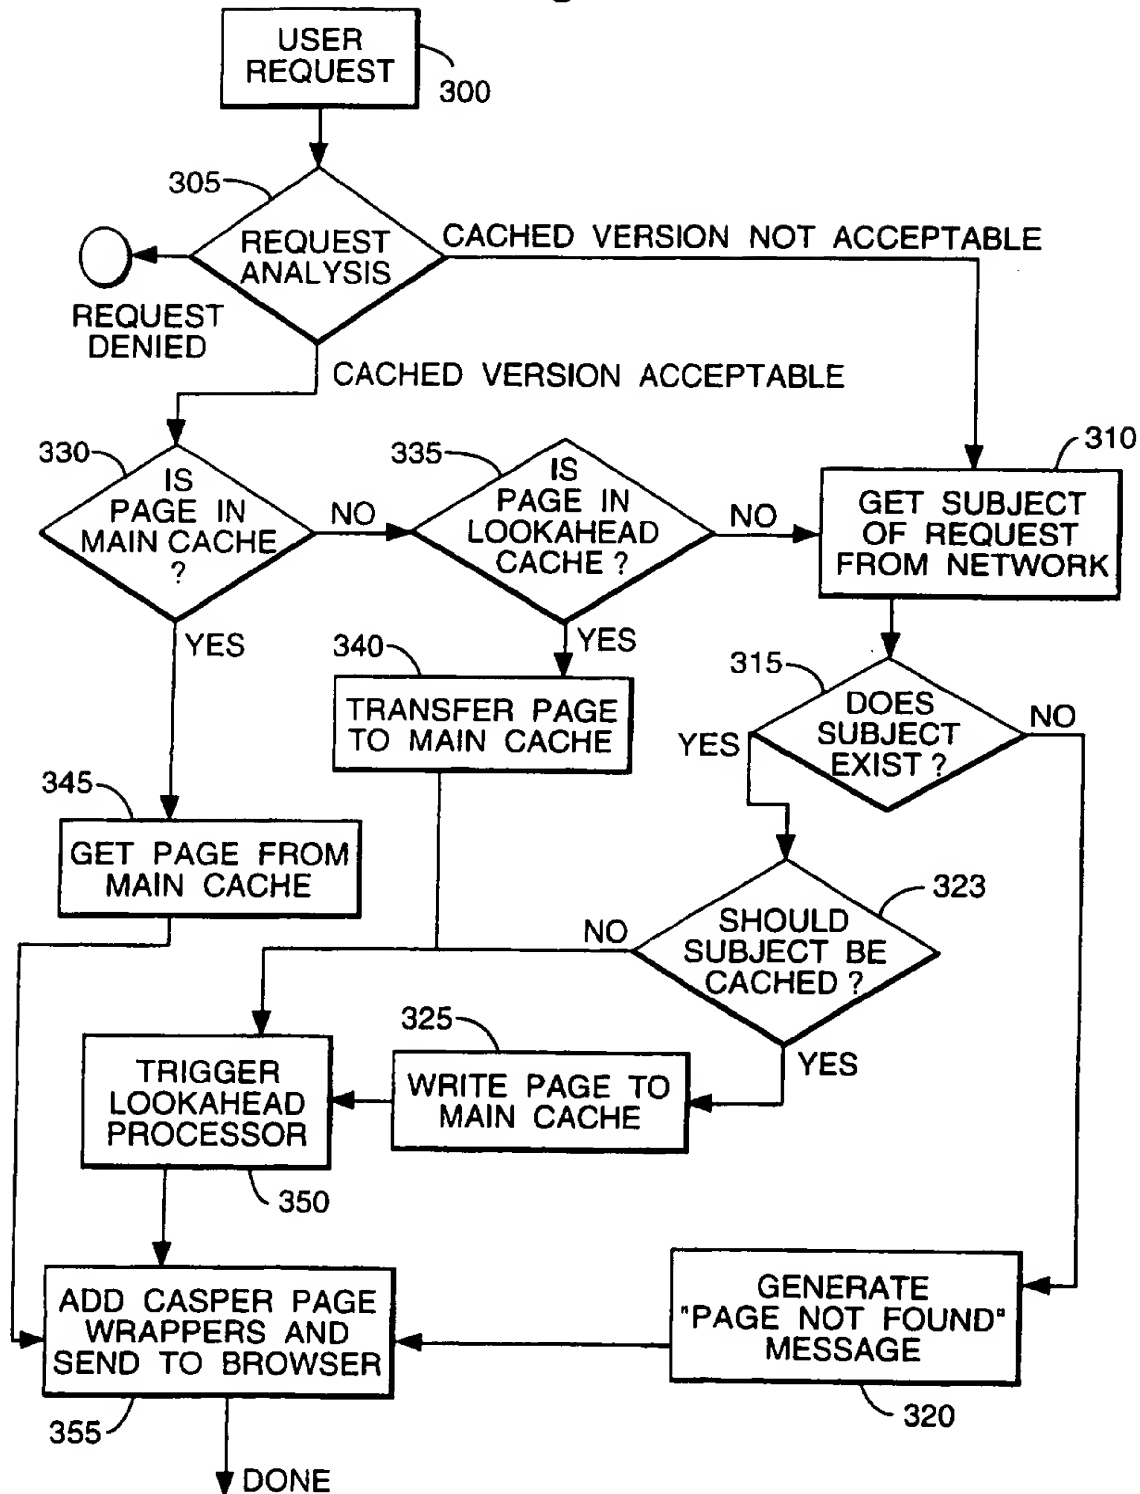 USER
REQUEST
300
305
REQUEST
ANALYSIS
CACHED VERSION NOT ACCEPTABLE
REQUEST
DENIED
CACHED VERSION ACCEPTABLE
330
IS
PAGE IN
MAIN CACHE
?
NO
335
IS
PAGE IN
LOOKAHEAD
CACHE ?
NO
310
GET SUBJECT
OF REQUEST
FROM NETWORK
YES
YES
340
TRANSFER PAGE
TO MAIN CACHE
315
DOES
SUBJECT
EXIST ?
YES
NO
345
GET PAGE FROM
MAIN CACHE
323
SHOULD
SUBJECT BE
CACHED ?
NO
YES
325
WRITE PAGE TO
MAIN CACHE
TRIGGER
LOOKAHEAD
PROCESSOR
350
ADD CASPER PAGE
WRAPPERS AND
SEND TO BROWSER
355
GENERATE
"PAGE NOT FOUND"
MESSAGE
320
DONE